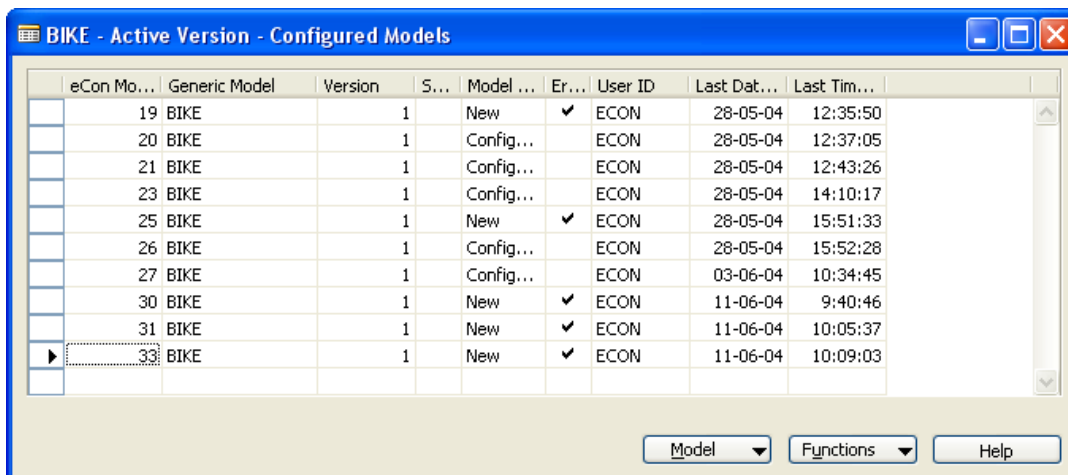 BIKE - Active Version - Configured Models
eCon Mo... Generic Model Version S... Model ... Er... User ID Last Dat... Last Tim...
19 BIKE 1 New ✔ ECON 28-05-04 12:35:50
20 BIKE 1 Config... ECON 28-05-04 12:37:05
21 BIKE 1 Config... ECON 28-05-04 12:43:26
23 BIKE 1 Config... ECON 28-05-04 14:10:17
25 BIKE 1 New ✔ ECON 28-05-04 15:51:33
26 BIKE 1 Config... ECON 28-05-04 15:52:28
27 BIKE 1 Config... ECON 03-06-04 10:34:45
30 BIKE 1 New ✔ ECON 11-06-04 9:40:46
31 BIKE 1 New ✔ ECON 11-06-04 10:05:37
33 BIKE 1 New ✔ ECON 11-06-04 10:09:03
Model Functions Help